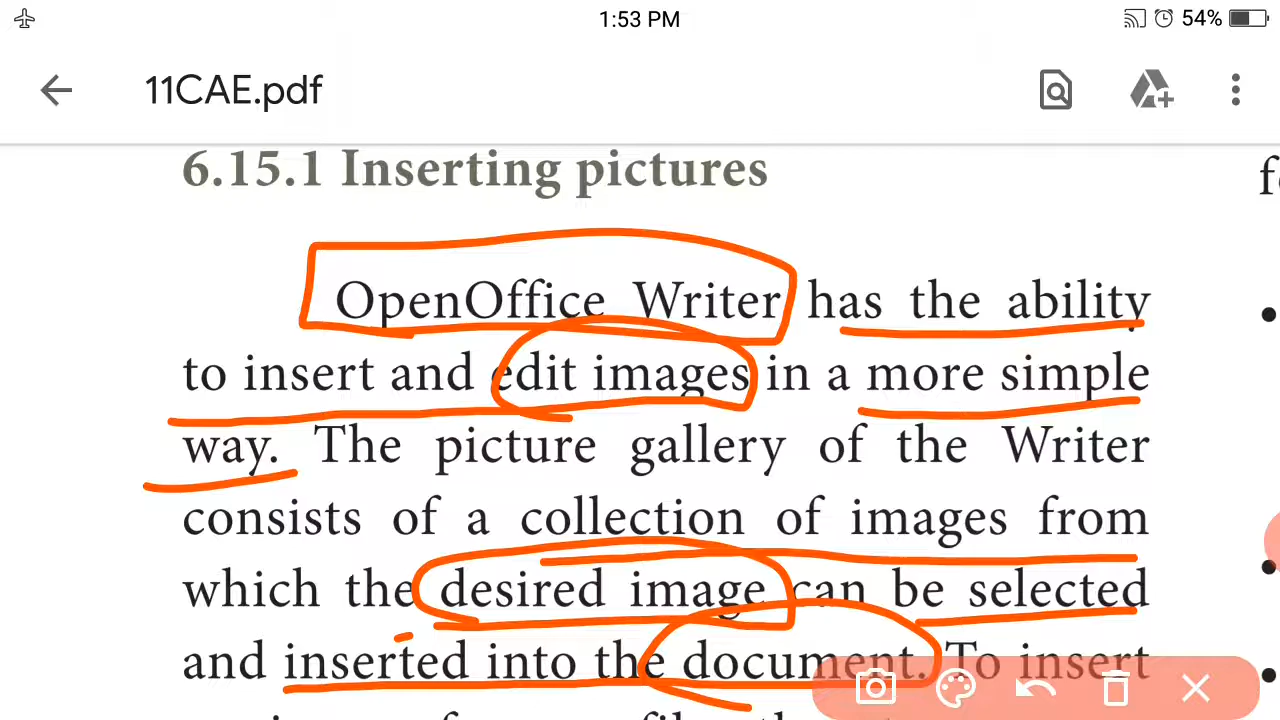 1:53 PM
54%
11CAE.pdf
6.15.1 Inserting pictures
OpenOffice Writer has the ability
to insert and edit images in a more simple
way. The picture gallery of the Writer
consists of a collection of images from
which the desired image can be selected
and inserted into the document. To insert